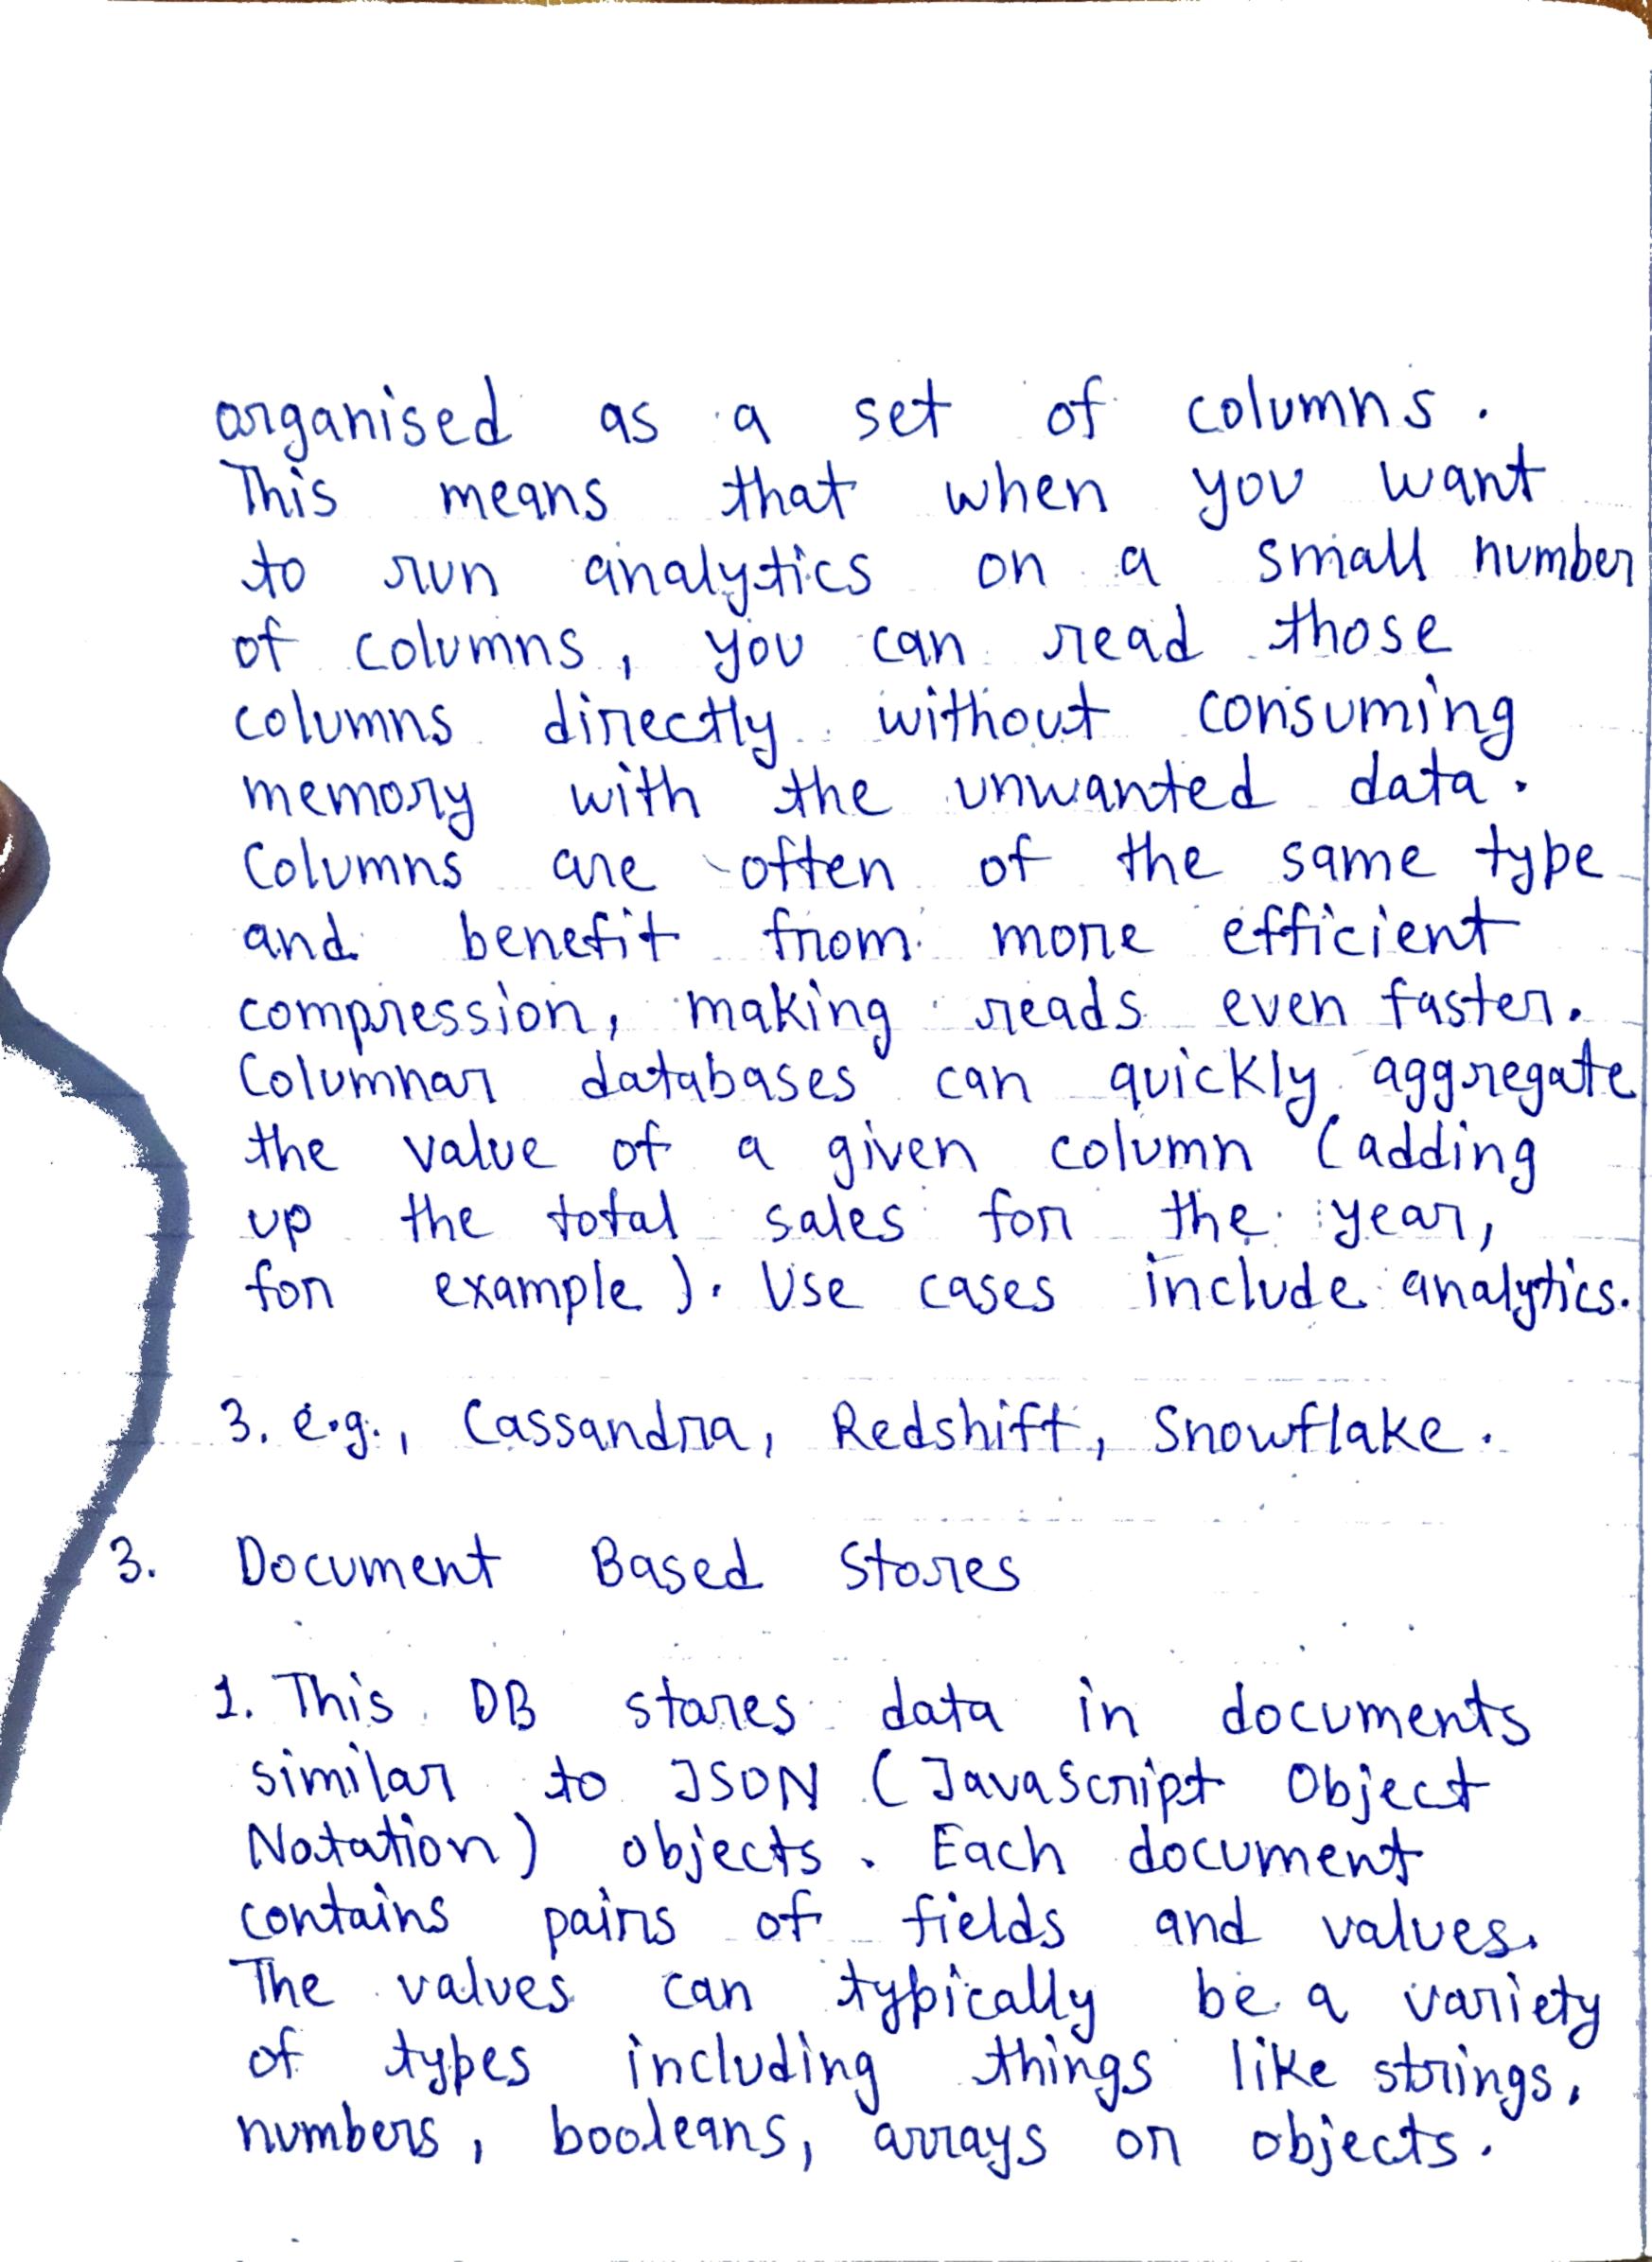 organised as a set of columns.
This means that when you want
to run analytics on a small number
of columns, you can read those
columns directly without consuming
memory with the unwanted data.
Columns are often of the same type
and benefit from more efficient
compression, making reads even faster.
Columnar databases can quickly aggregate
the value of a given column (adding
up the total sales for the year,
for example). Use cases include analytics.
3. e.g., Cassandra, Redshift, Snowflake.
3. Document Based Stores
1. This DB stores data in documents
similar to JSON (JavaScript Object
Notation) objects. Each document
contains pairs of fields and values.
The values can typically be a variety
of types including things like strings,
numbers, booleans, arrays or objects.